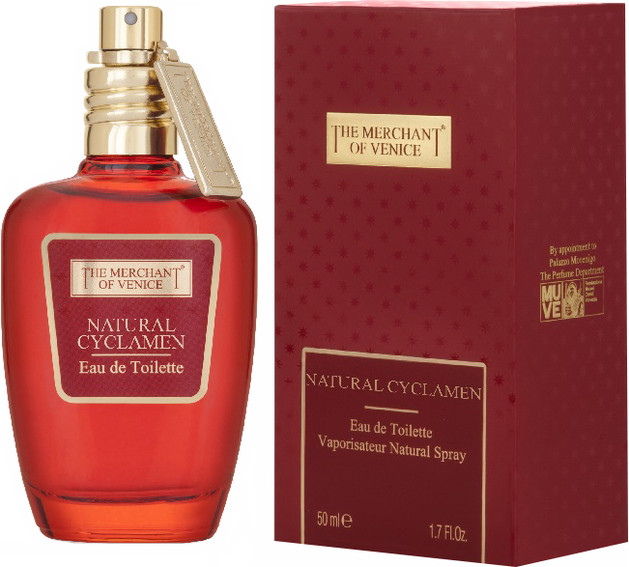 THE MERCHANT®
OF VENICE
NATURAL
CYCLAMEN
Eau de Toilette
THE MERCHANT®
OF VENICE
NATURAL CYCLAMEN
Eau de Toilette
Vaporisateur Natural Spray
50 ml e
1.7 Fl.Oz.
By appointment to
Palazzo Mocenigo
The Perfume Department
MU
VE